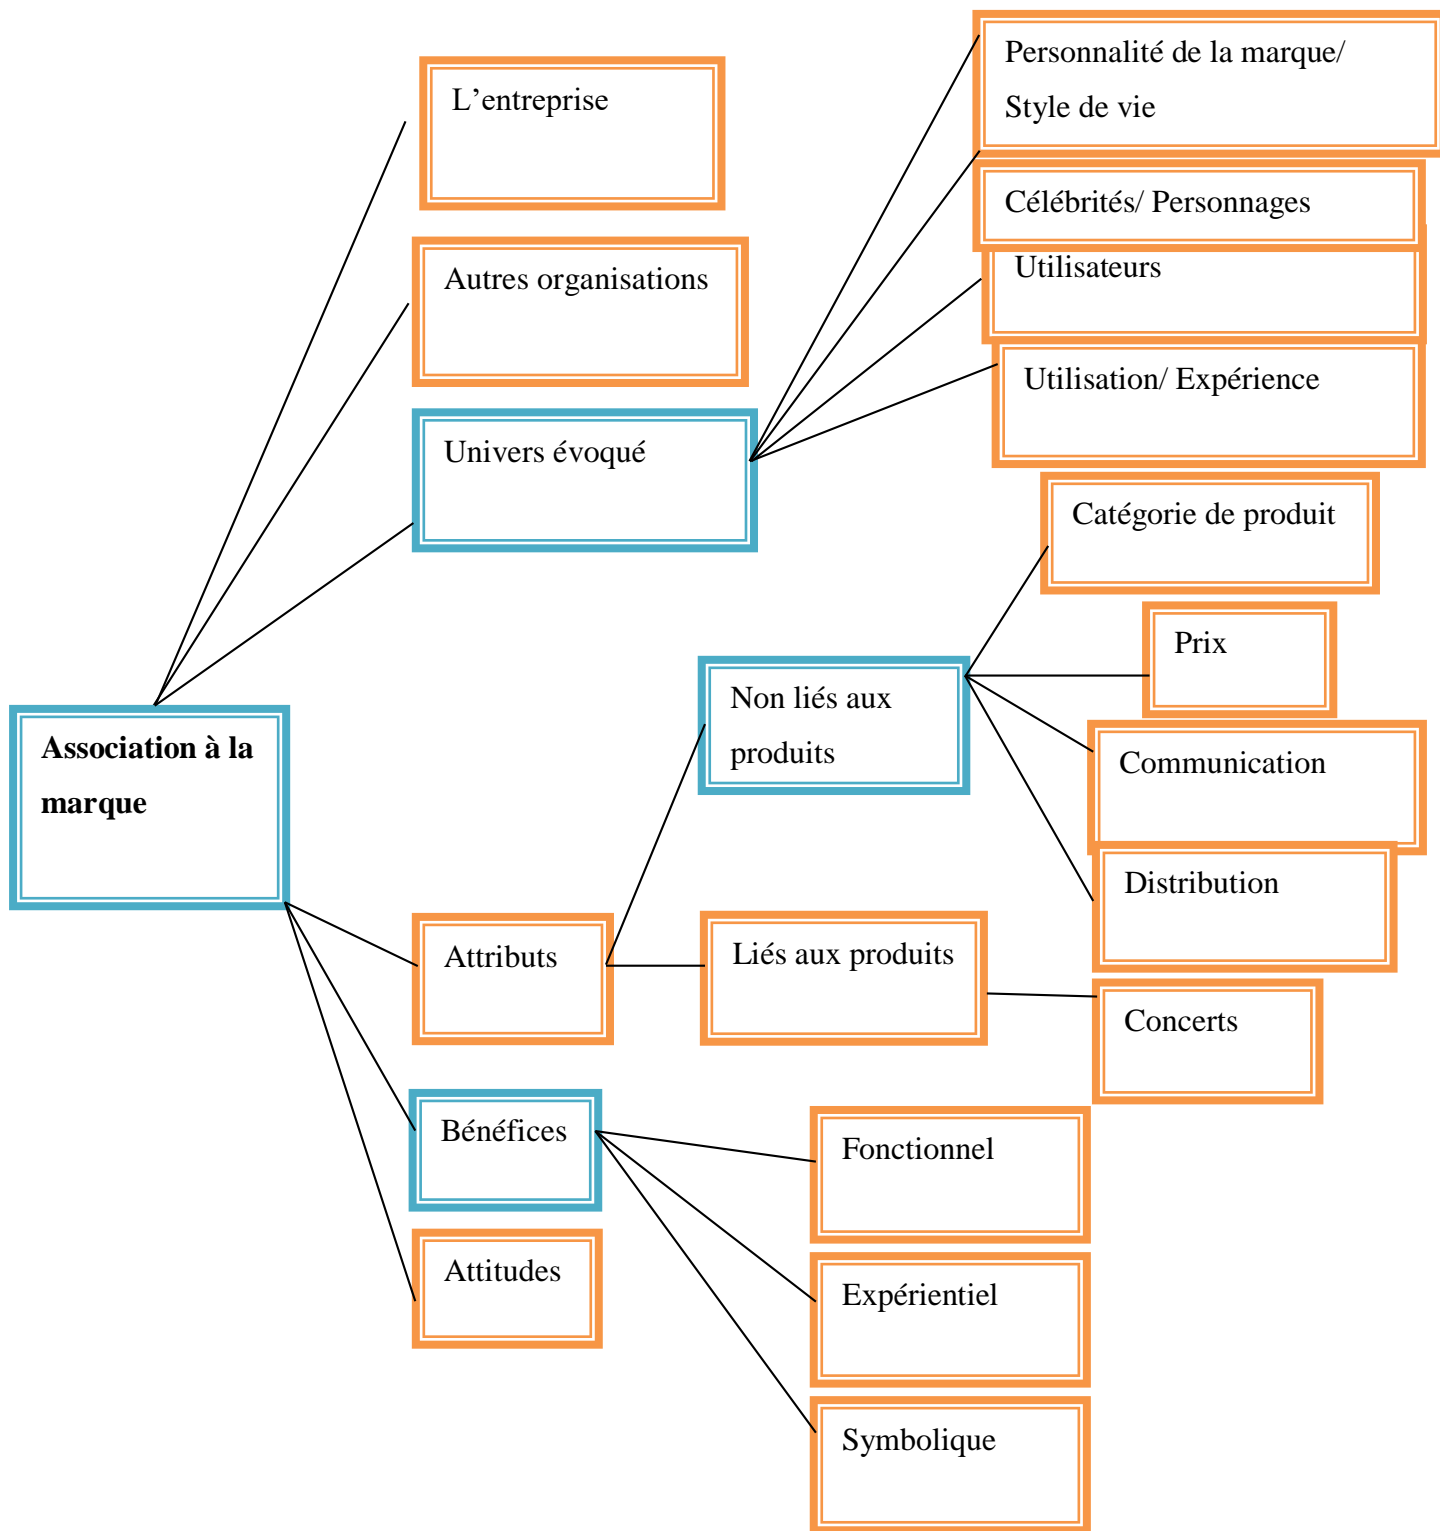 Personnalité de la marque/
Style de vie
L’entreprise
Célébrités/ Personnages
Autres organisations
Utilisateurs
Utilisation/ Expérience
Univers évoqué
Catégorie de produit
Prix
Non liés aux
produits
Association à la
marque
Communication
Distribution
Attributs
Liés aux produits
Concerts
Bénéfices
Fonctionnel
Attitudes
Expérientiel
Symbolique